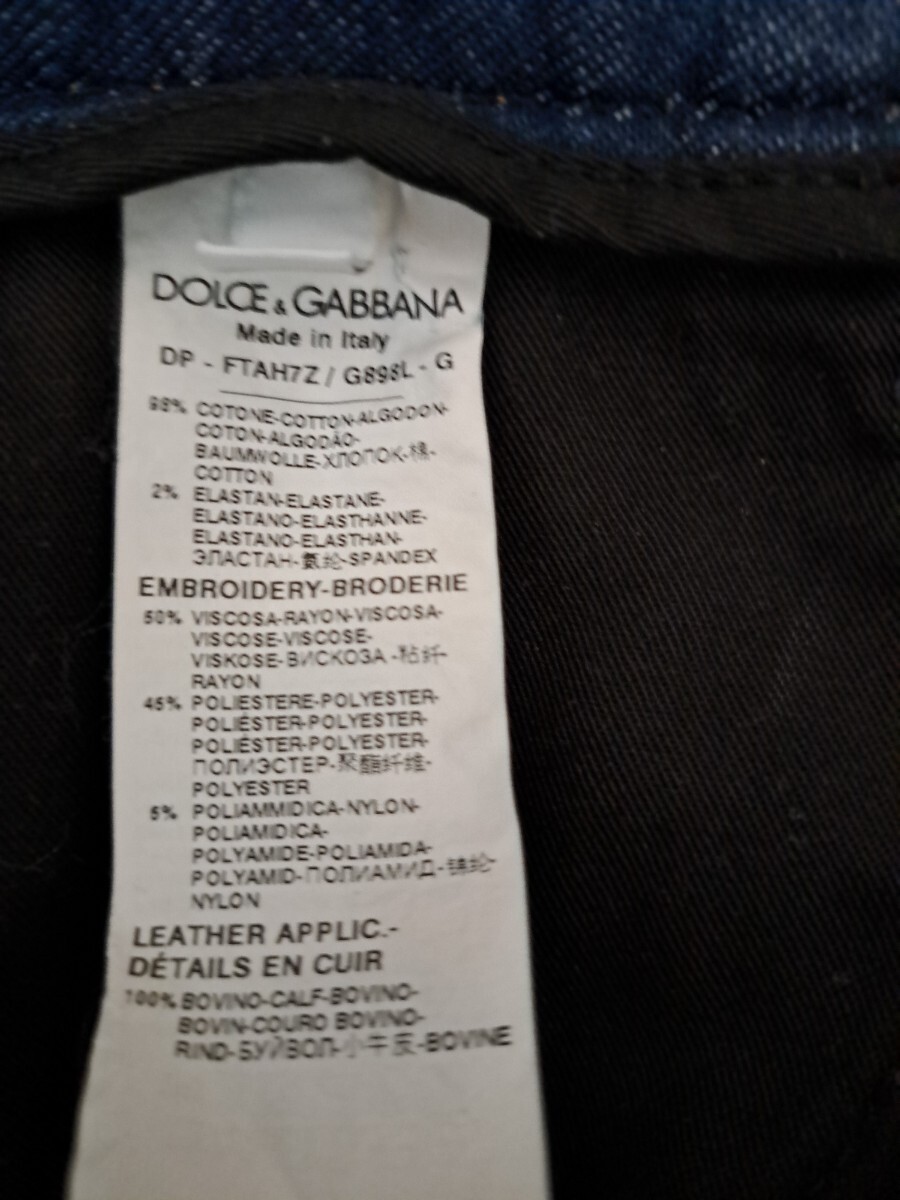 DOLCE & GABBANA
Made in Italy
DP - FTAH7Z / G898L - G
98% COTONE-COTTON-ALGODON-
COTON-ALGODÃO-
BAUMWOLLE-ХЛОПОК-棉-
COTTON
2% ELASTAN-ELASTANE-
ELASTANO-ELASTHANNE-
ELASTANO-ELASTHAN-
ЭЛАСТАН-氨纶-SPANDEX
EMBROIDERY-BRODERIE
50% VISCOSA-RAYON-VISCOSA-
VISCOSE-VISCOSE-
VISKOSE-ВИСКОЗА -粘纤-
RAYON
45% POLIESTERE-POLYESTER-
POLIÉSTER-POLYESTER-
POLIÉSTER-POLYESTER-
ПОЛИЭСТЕР-聚酯纤维-
POLYESTER
5% POLIAMMIDICA-NYLON-
POLIAMIDICA-
POLYAMIDE-POLIAMIDA-
POLYAMID-ПОЛИАМИД-锦纶-
NYLON
LEATHER APPLIC.-
DÉTAILS EN CUIR
100% BOVINO-CALF-BOVINO-
BOVIN-COURO BOVINO-
RIND-БУЙВОЛ-小牛皮-BOVINE